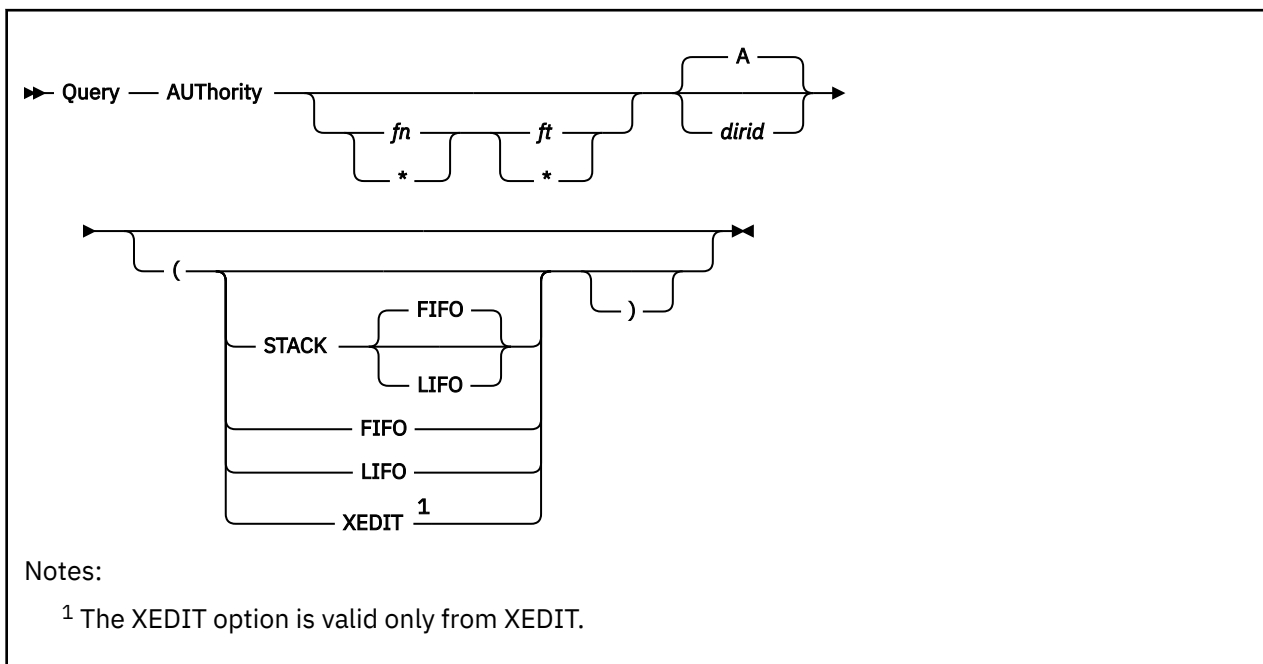 A
Query AUThority
fn ft dirid
* *
(
FIFO
)
STACK
LIFO
FIFO
LIFO
XEDIT 1
Notes:
1 The XEDIT option is valid only from XEDIT.